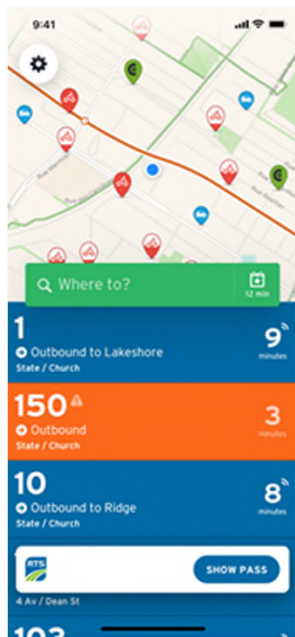 9:41
Where to?
12 min
1
Outbound to Lakeshore
State / Church
9
minutes
150
Outbound
State / Church
3
minutes
10
Outbound to Ridge
State / Church
8
minutes
RTS
SHOW PASS
4 Av / Dean St
103